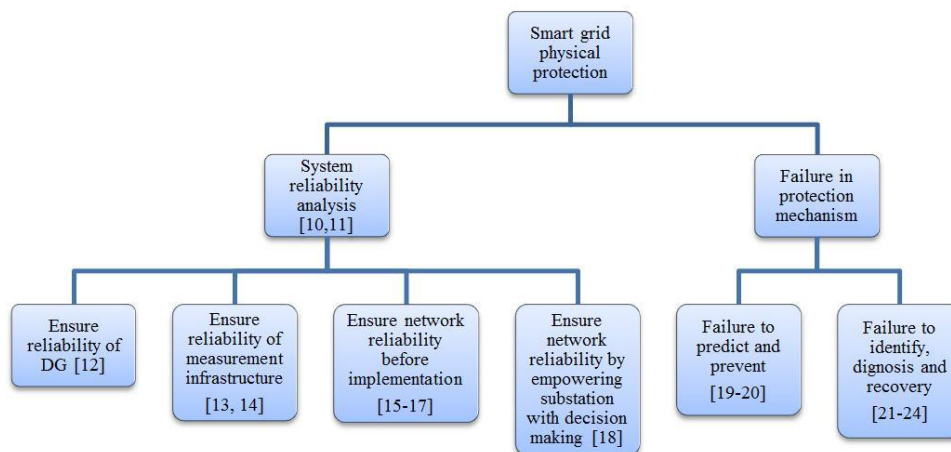 Smart grid
physical
protection
System
reliability
analysis
[10,11]
Failure in
protection
mechanism
Ensure
reliability of
DG [12]
Ensure
reliability of
measurement
infrastructure
[13, 14]
Ensure network
reliability before
implementation
[15-17]
Ensure
network
reliability by
empowering
substation
with decision
making [18]
Failure to
predict and
prevent
[19-20]
Failure to
identify,
dignosis and
recovery
[21-24]